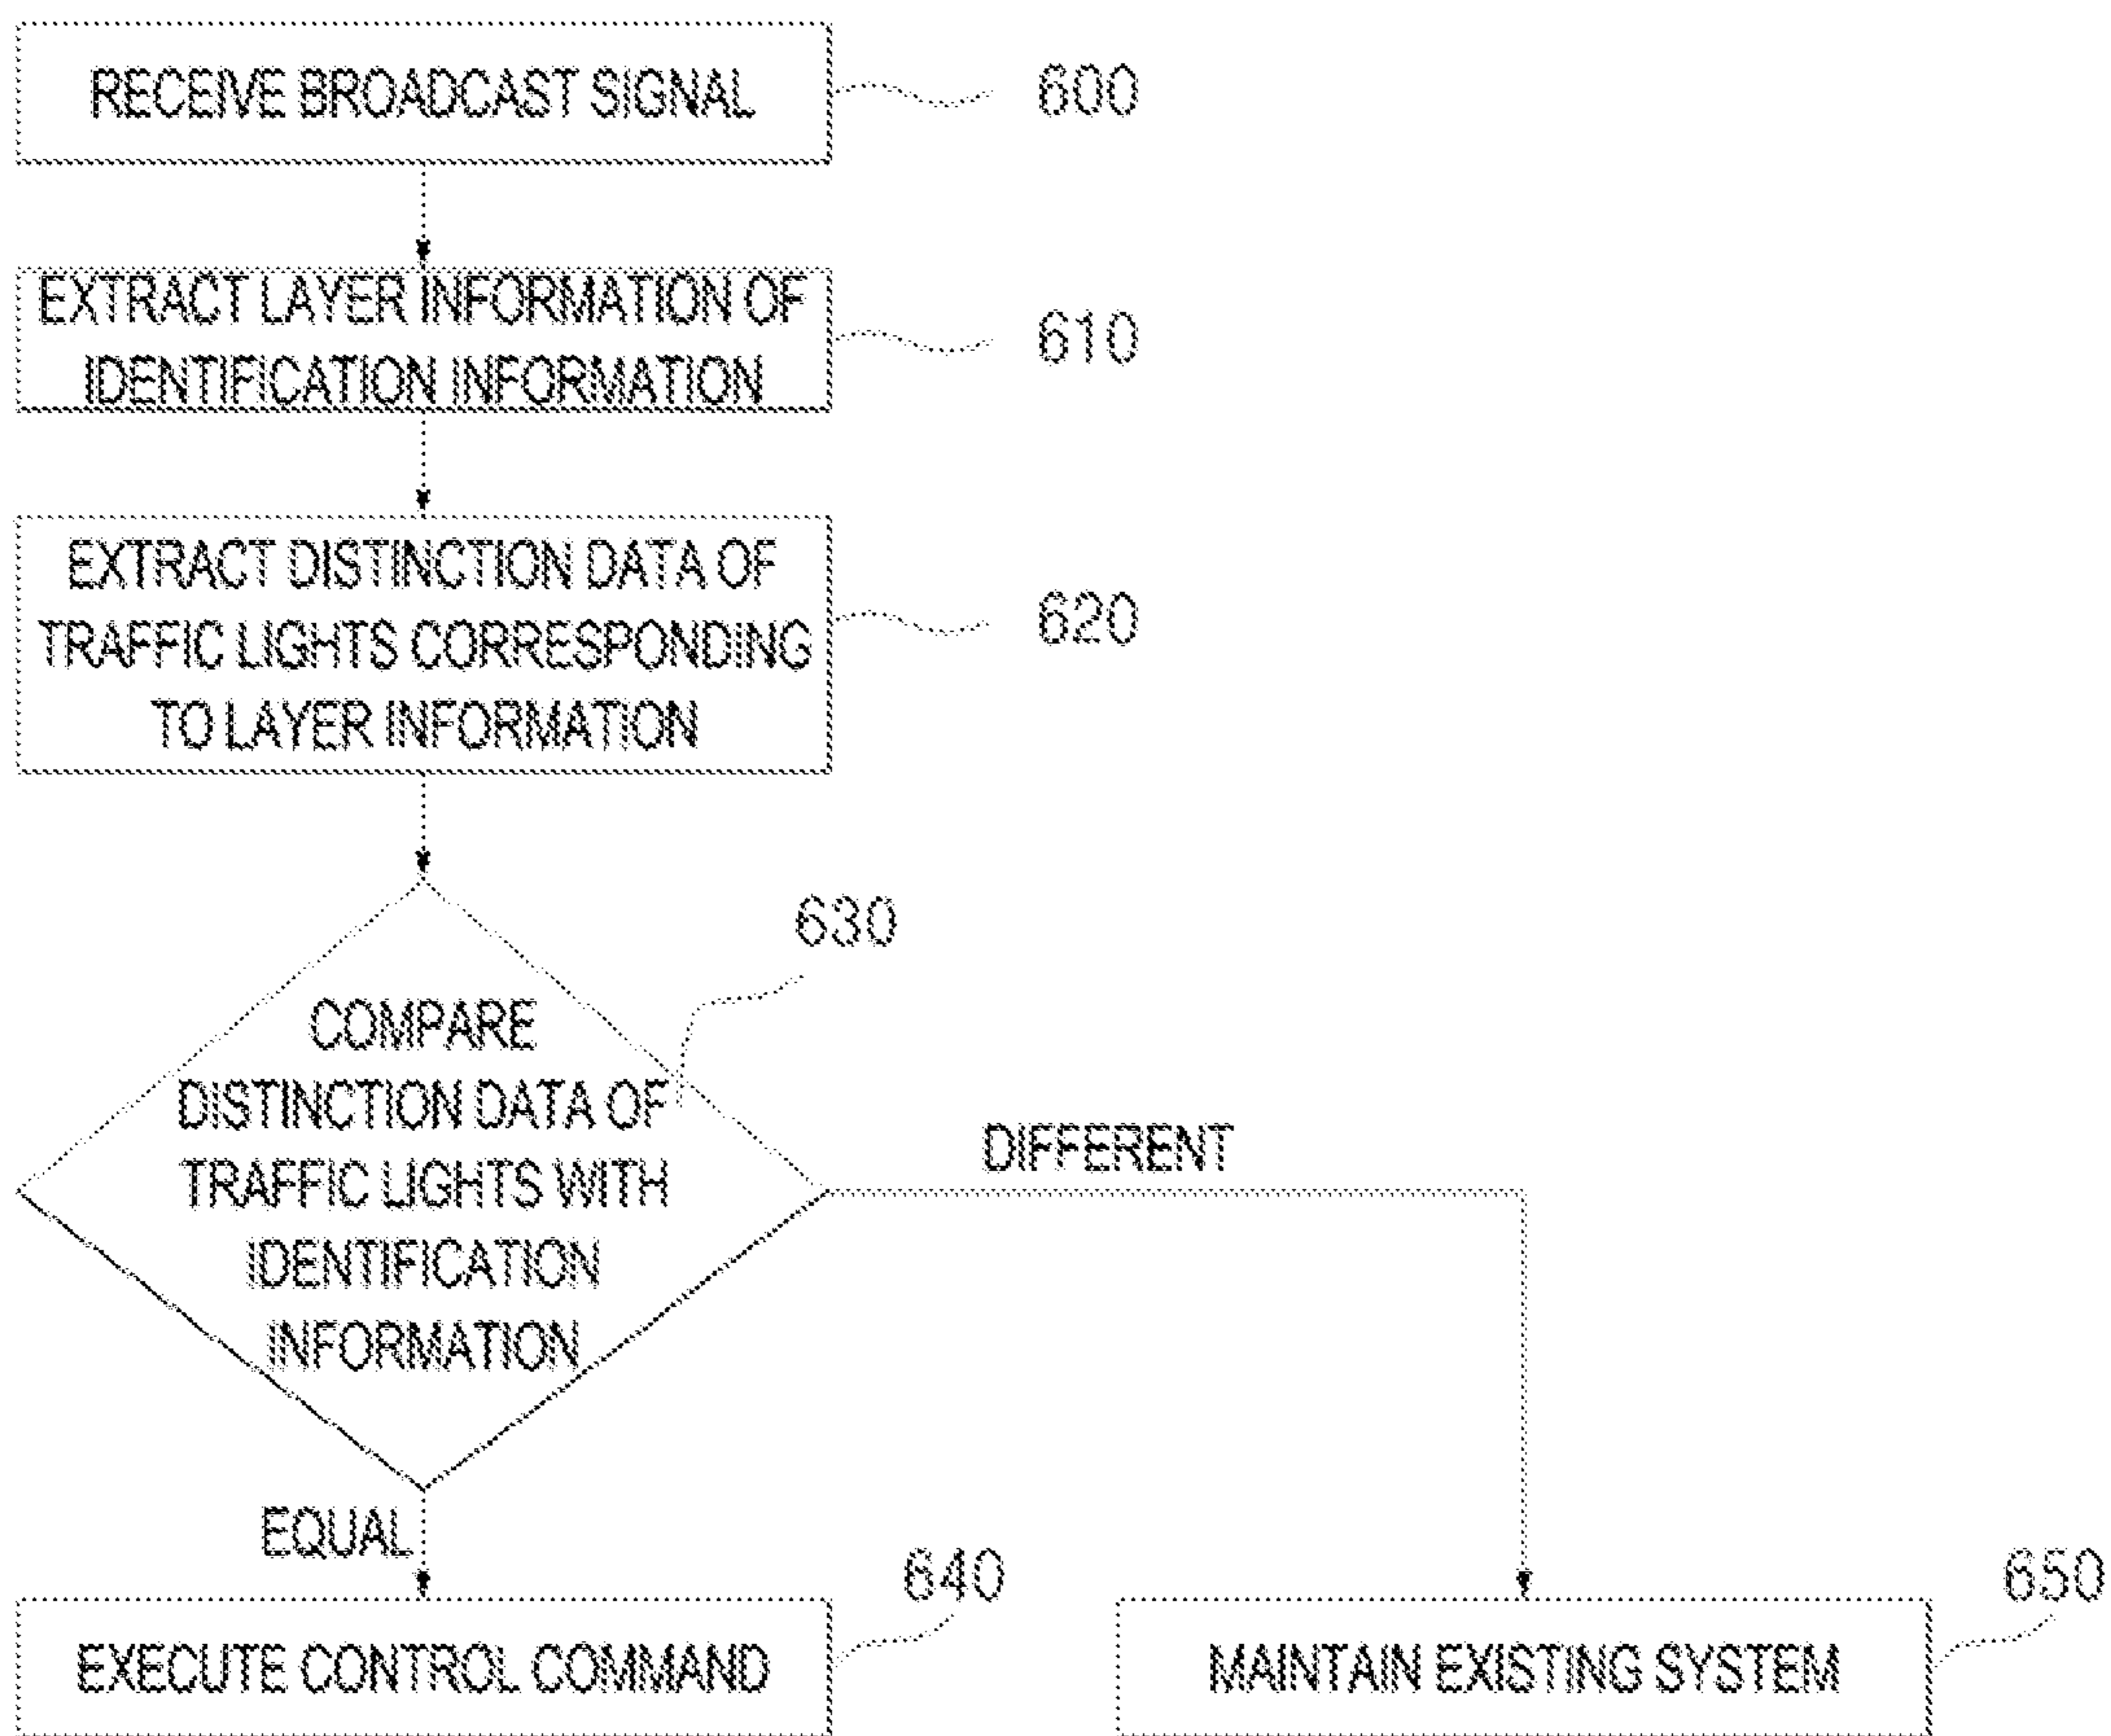 RECEIVE BROADCAST SIGNAL
600
EXTRACT LAYER INFORMATION OF
IDENTIFICATION INFORMATION
610
EXTRACT DISTINCTION DATA OF
TRAFFIC LIGHTS CORRESPONDING
TO LAYER INFORMATION
620
630
COMPARE
DISTINCTION DATA OF
TRAFFIC LIGHTS WITH
IDENTIFICATION
INFORMATION
DIFFERENT
EQUAL
640
EXECUTE CONTROL COMMAND
650
MAINTAIN EXISTING SYSTEM